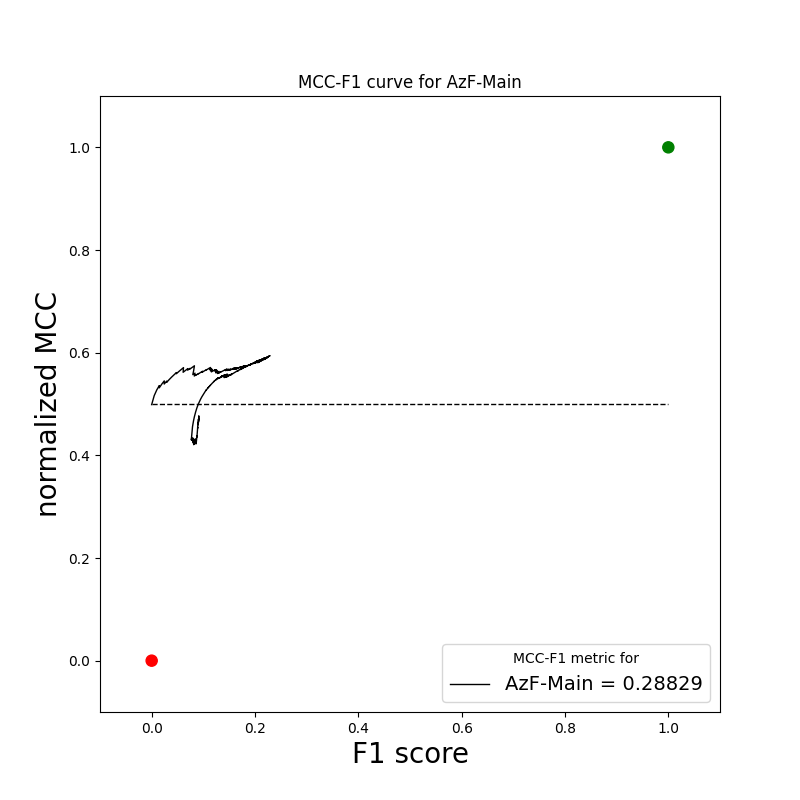 MCC-F1 curve for AzF-Main
1.0
0.8
0.6
0.4
0.2
0.0
normalized MCC
0.0 0.2 0.4 0.6 0.8 1.0
F1 score
MCC-F1 metric for
AzF-Main = 0.28829